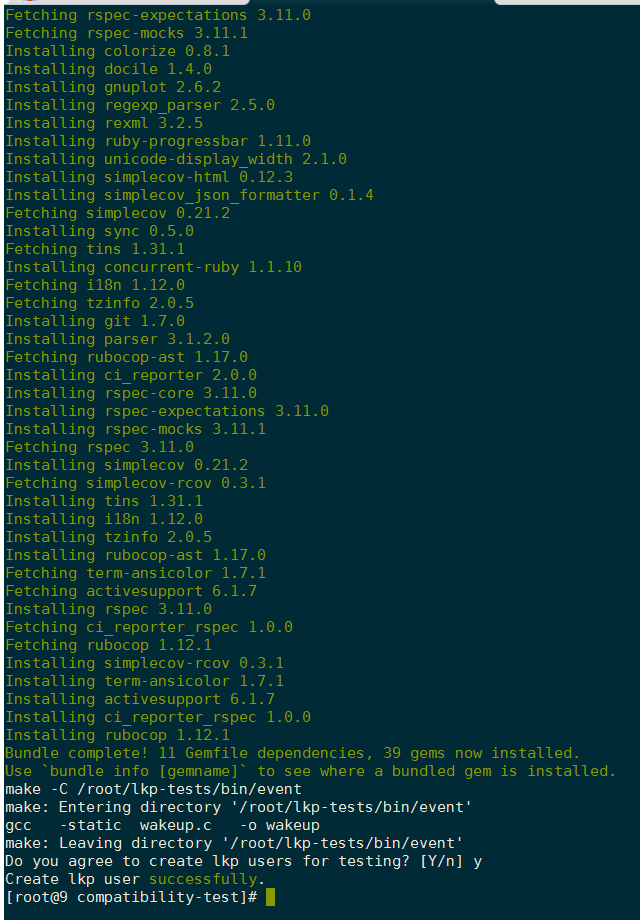 Fetching rspec-expectations 3.11.0
Fetching rspec-mocks 3.11.1
Installing colorize 0.8.1
Installing docile 1.4.0
Installing gnuplot 2.6.2
Installing regexp_parser 2.5.0
Installing rexml 3.2.5
Installing ruby-progressbar 1.11.0
Installing unicode-display_width 2.1.0
Installing simplecov-html 0.12.3
Installing simplecov_json_formatter 0.1.4
Fetching simplecov 0.21.2
Installing sync 0.5.0
Fetching tins 1.31.1
Installing concurrent-ruby 1.1.10
Fetching i18n 1.12.0
Fetching tzinfo 2.0.5
Installing git 1.7.0
Installing parser 3.1.2.0
Fetching rubocop-ast 1.17.0
Installing ci_reporter 2.0.0
Installing rspec-core 3.11.0
Installing rspec-expectations 3.11.0
Installing rspec-mocks 3.11.1
Fetching rspec 3.11.0
Installing simplecov 0.21.2
Fetching simplecov-rcov 0.3.1
Installing tins 1.31.1
Installing i18n 1.12.0
Installing tzinfo 2.0.5
Installing rubocop-ast 1.17.0
Fetching term-ansicolor 1.7.1
Fetching activesupport 6.1.7
Installing rspec 3.11.0
Fetching ci_reporter_rspec 1.0.0
Fetching rubocop 1.12.1
Installing simplecov-rcov 0.3.1
Installing term-ansicolor 1.7.1
Installing activesupport 6.1.7
Installing ci_reporter_rspec 1.0.0
Installing rubocop 1.12.1
Bundle complete! 11 Gemfile dependencies, 39 gems now installed.
Use `bundle info [gemname]` to see where a bundled gem is installed.
make -C /root/lkp-tests/bin/event
make: Entering directory '/root/lkp-tests/bin/event'
gcc   -static  wakeup.c   -o wakeup
make: Leaving directory '/root/lkp-tests/bin/event'
Do you agree to create lkp users for testing? [Y/n] y
Create lkp user successfully.
[root@9 compatibility-test]#